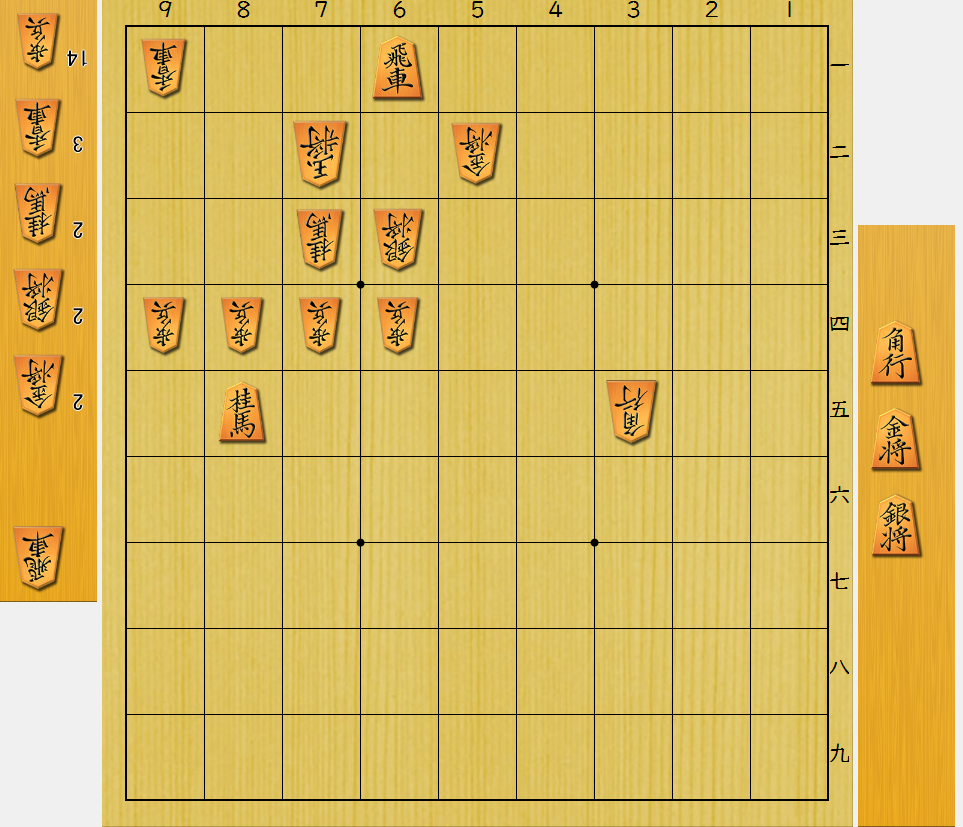 9 8 7 6 5 4 3 2 1
歩兵 14
香車 3
桂馬 2
銀将 2
金将 2
飛車
香車 飛車 一
玉将 金将 二
桂馬 銀将 三
歩兵 歩兵 歩兵 歩兵 四
桂馬 角行 五
六
七
八
九
角行
金将
銀将